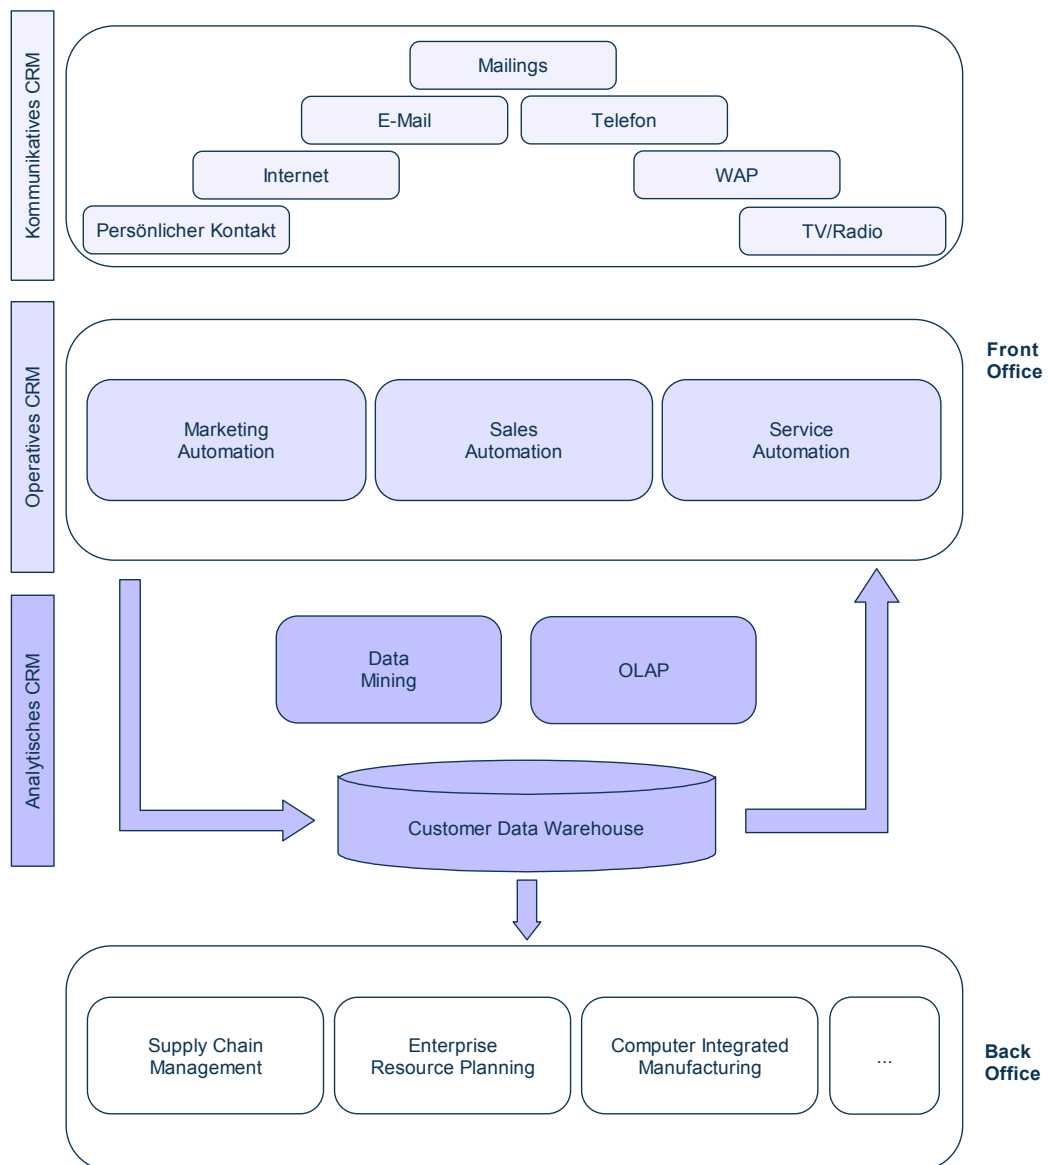 Kommunikatives CRM
Mailings
E-Mail
Telefon
Internet
WAP
Persönlicher Kontakt
TV/Radio
Operatives CRM
Front
Office
Marketing
Automation
Sales
Automation
Service
Automation
Analytisches CRM
Data
Mining
OLAP
Customer Data Warehouse
Supply Chain
Management
Enterprise
Resource Planning
Computer Integrated
Manufacturing
...
Back
Office